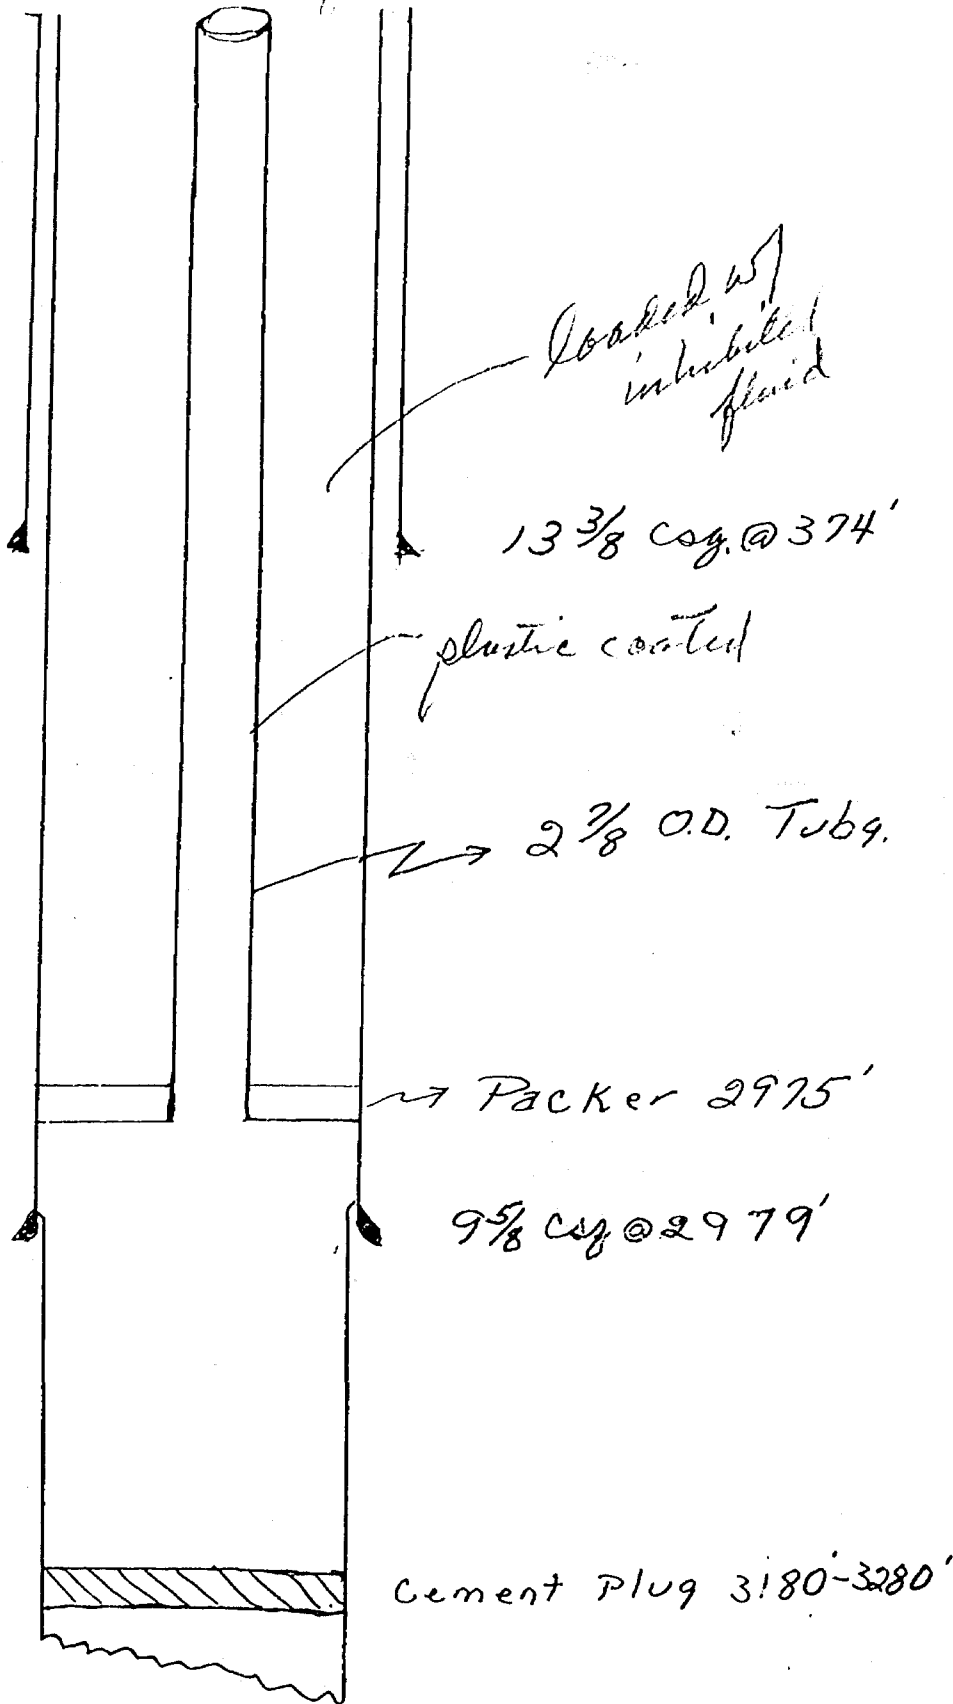 loaded w/
inhibited
fluid
13 3/8 Csg. @ 374'
plastic coated
2 7/8 O.D. Tubg.
Packer 2975'
9 5/8 Csg @ 2979'
Cement Plug 3180'-3280'